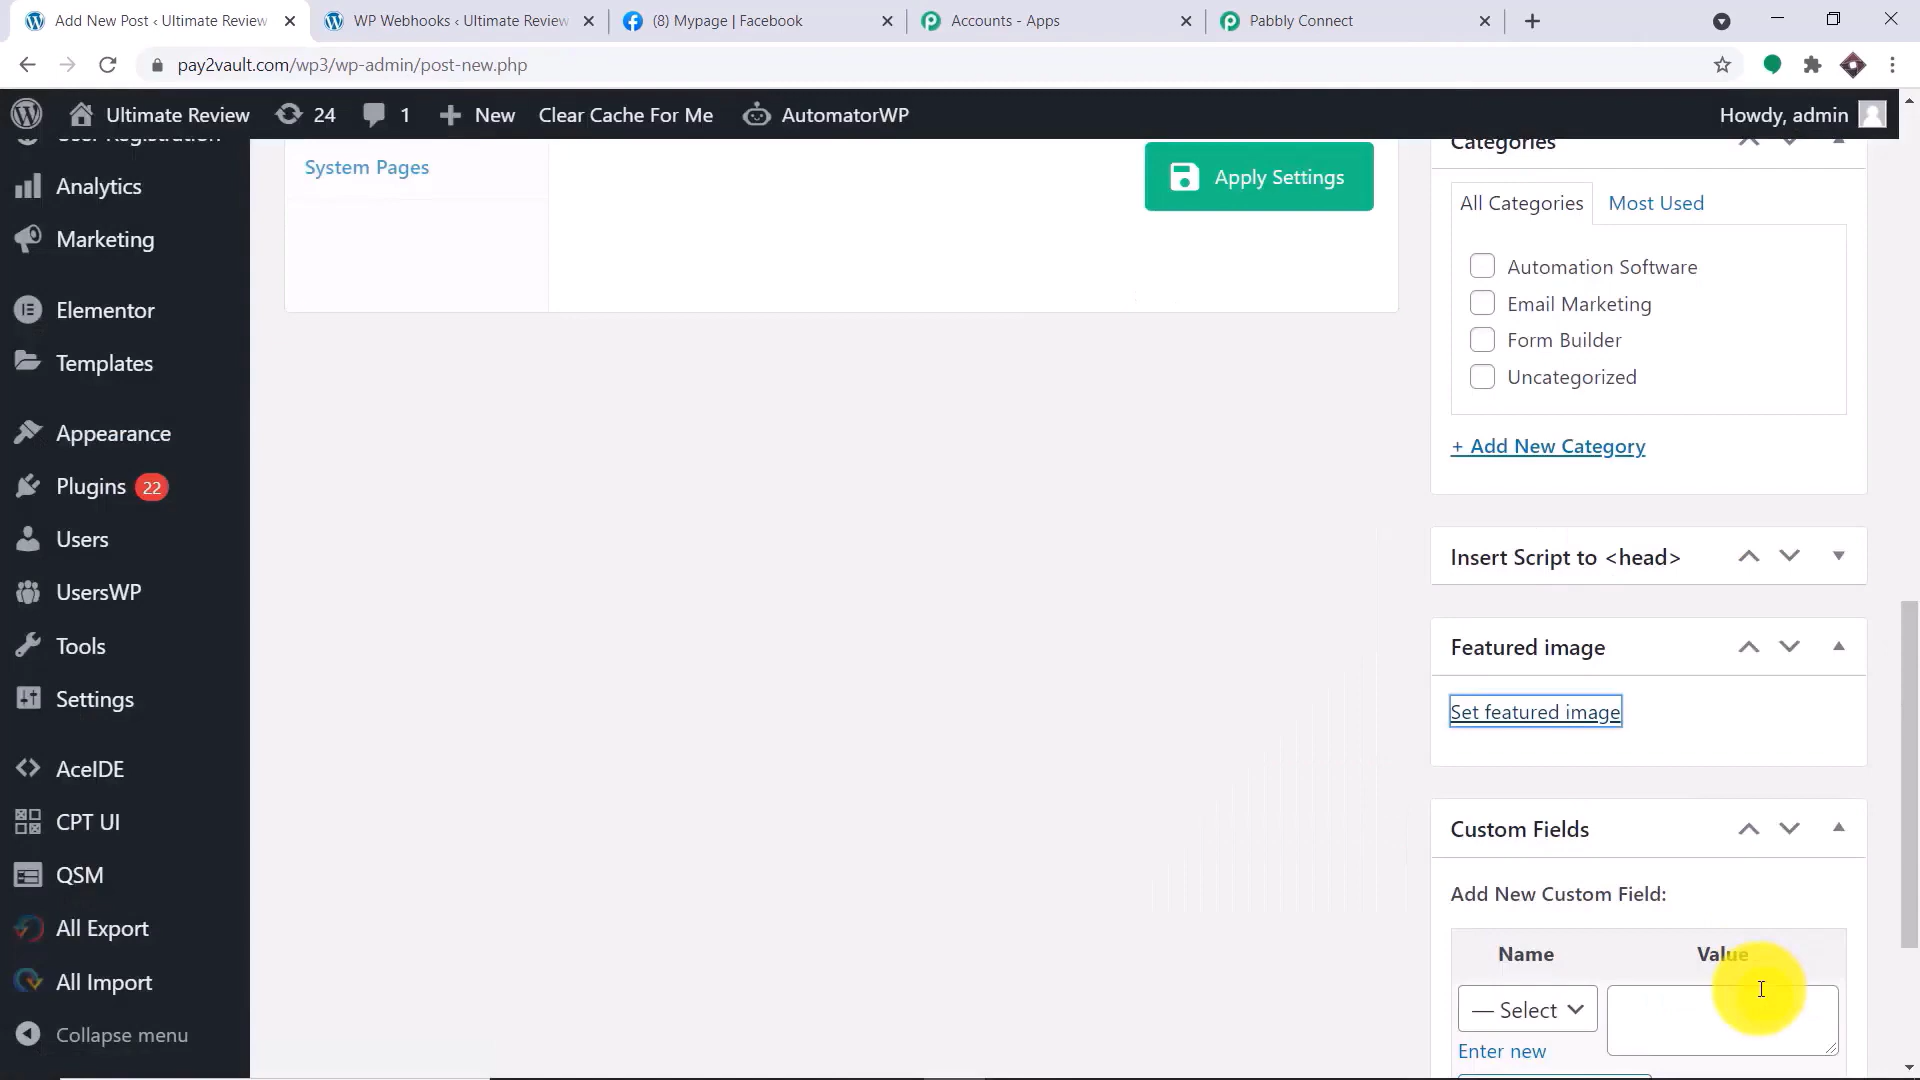 Add New Post ‹ Ultimate Review
WP Webhooks ‹ Ultimate Review
(8) Mypage | Facebook
Accounts - Apps
Pabbly Connect
pay2vault.com/wp3/wp-admin/post-new.php
Ultimate Review
24
1
New
Clear Cache For Me
AutomatorWP
Howdy, admin
User Registration
Analytics
Marketing
Elementor
Templates
Appearance
Plugins 22
Users
UsersWP
Tools
Settings
AceIDE
CPT UI
QSM
All Export
All Import
Collapse menu
System Pages
Apply Settings
Categories
All Categories
Most Used
Automation Software
Email Marketing
Form Builder
Uncategorized
+ Add New Category
Insert Script to <head>
Featured image
Set featured image
Custom Fields
Add New Custom Field:
Name
Value
— Select
Enter new